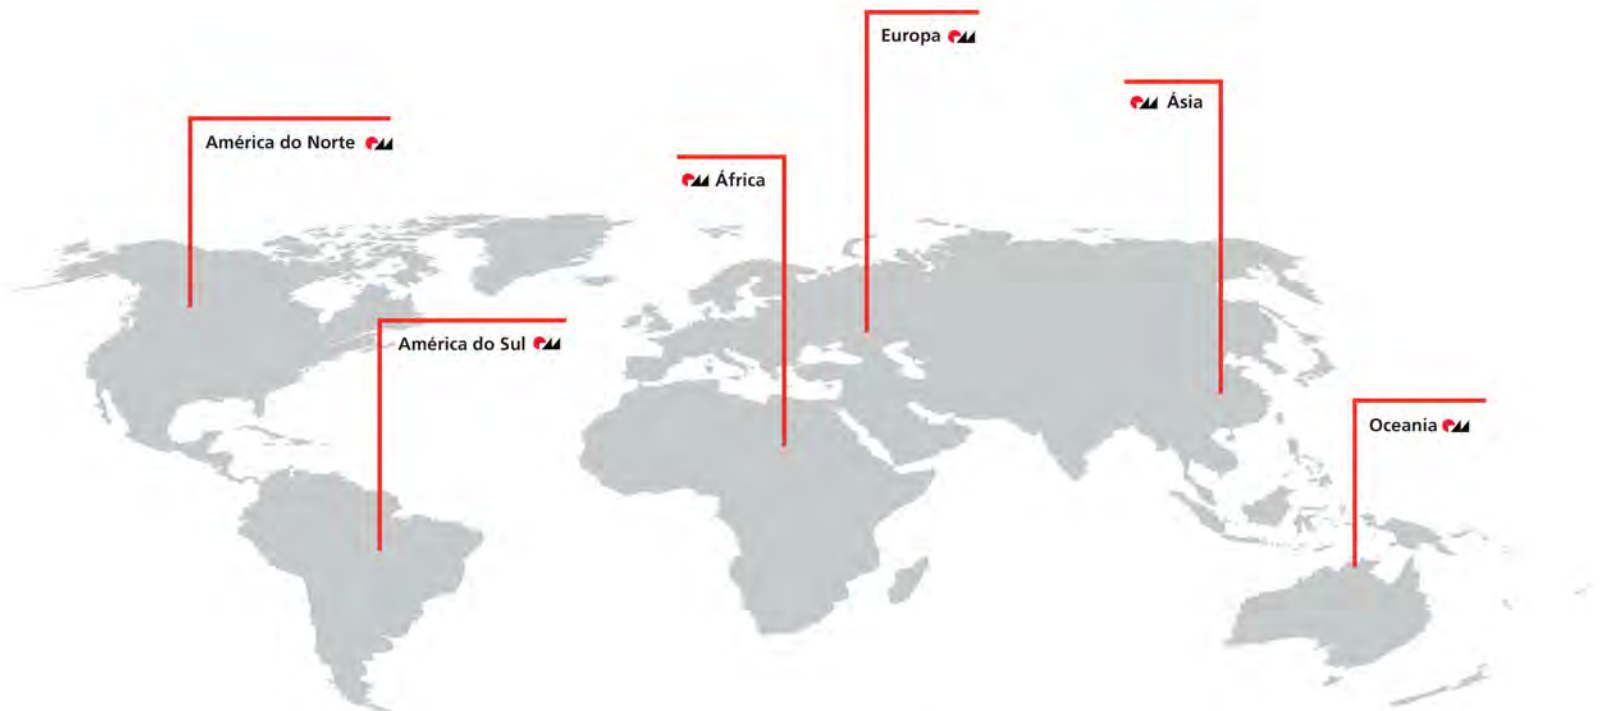 Europa
Ásia
América do Norte
África
América do Sul
Oceania